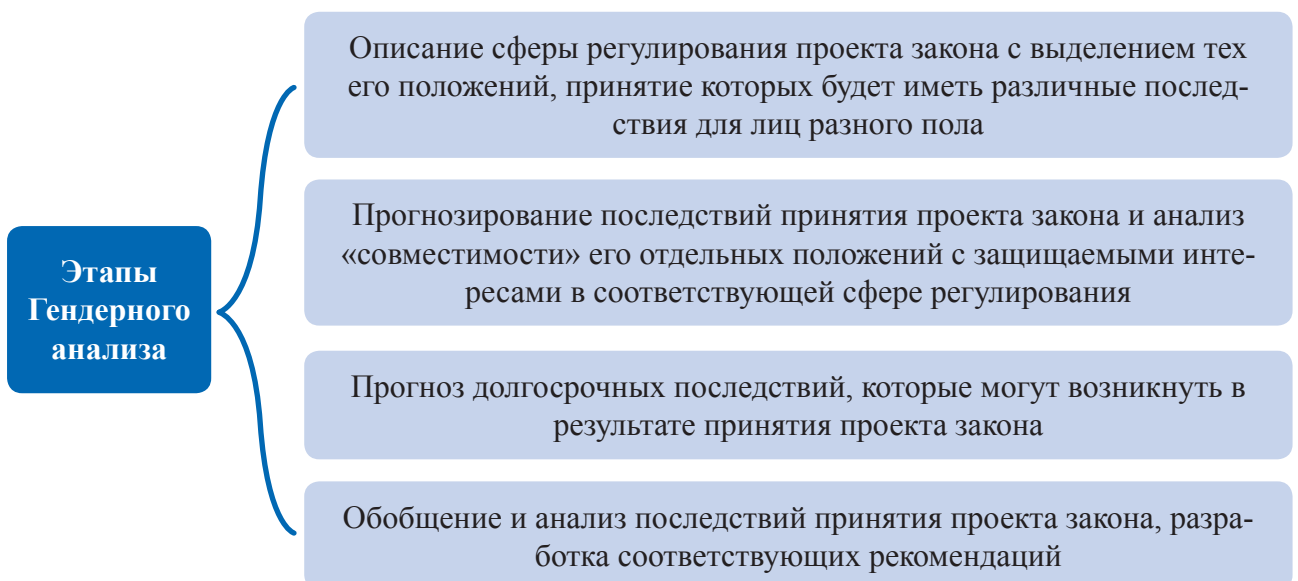 Этапы
Гендерного
анализа
Описание сферы регулирования проекта закона с выделением тех
его положений, принятие которых будет иметь различные послед-
ствия для лиц разного пола
Прогнозирование последствий принятия проекта закона и анализ
«совместимости» его отдельных положений с защищаемыми инте-
ресами в соответствующей сфере регулирования
Прогноз долгосрочных последствий, которые могут возникнуть в
результате принятия проекта закона
Обобщение и анализ последствий принятия проекта закона, разра-
ботка соответствующих рекомендаций